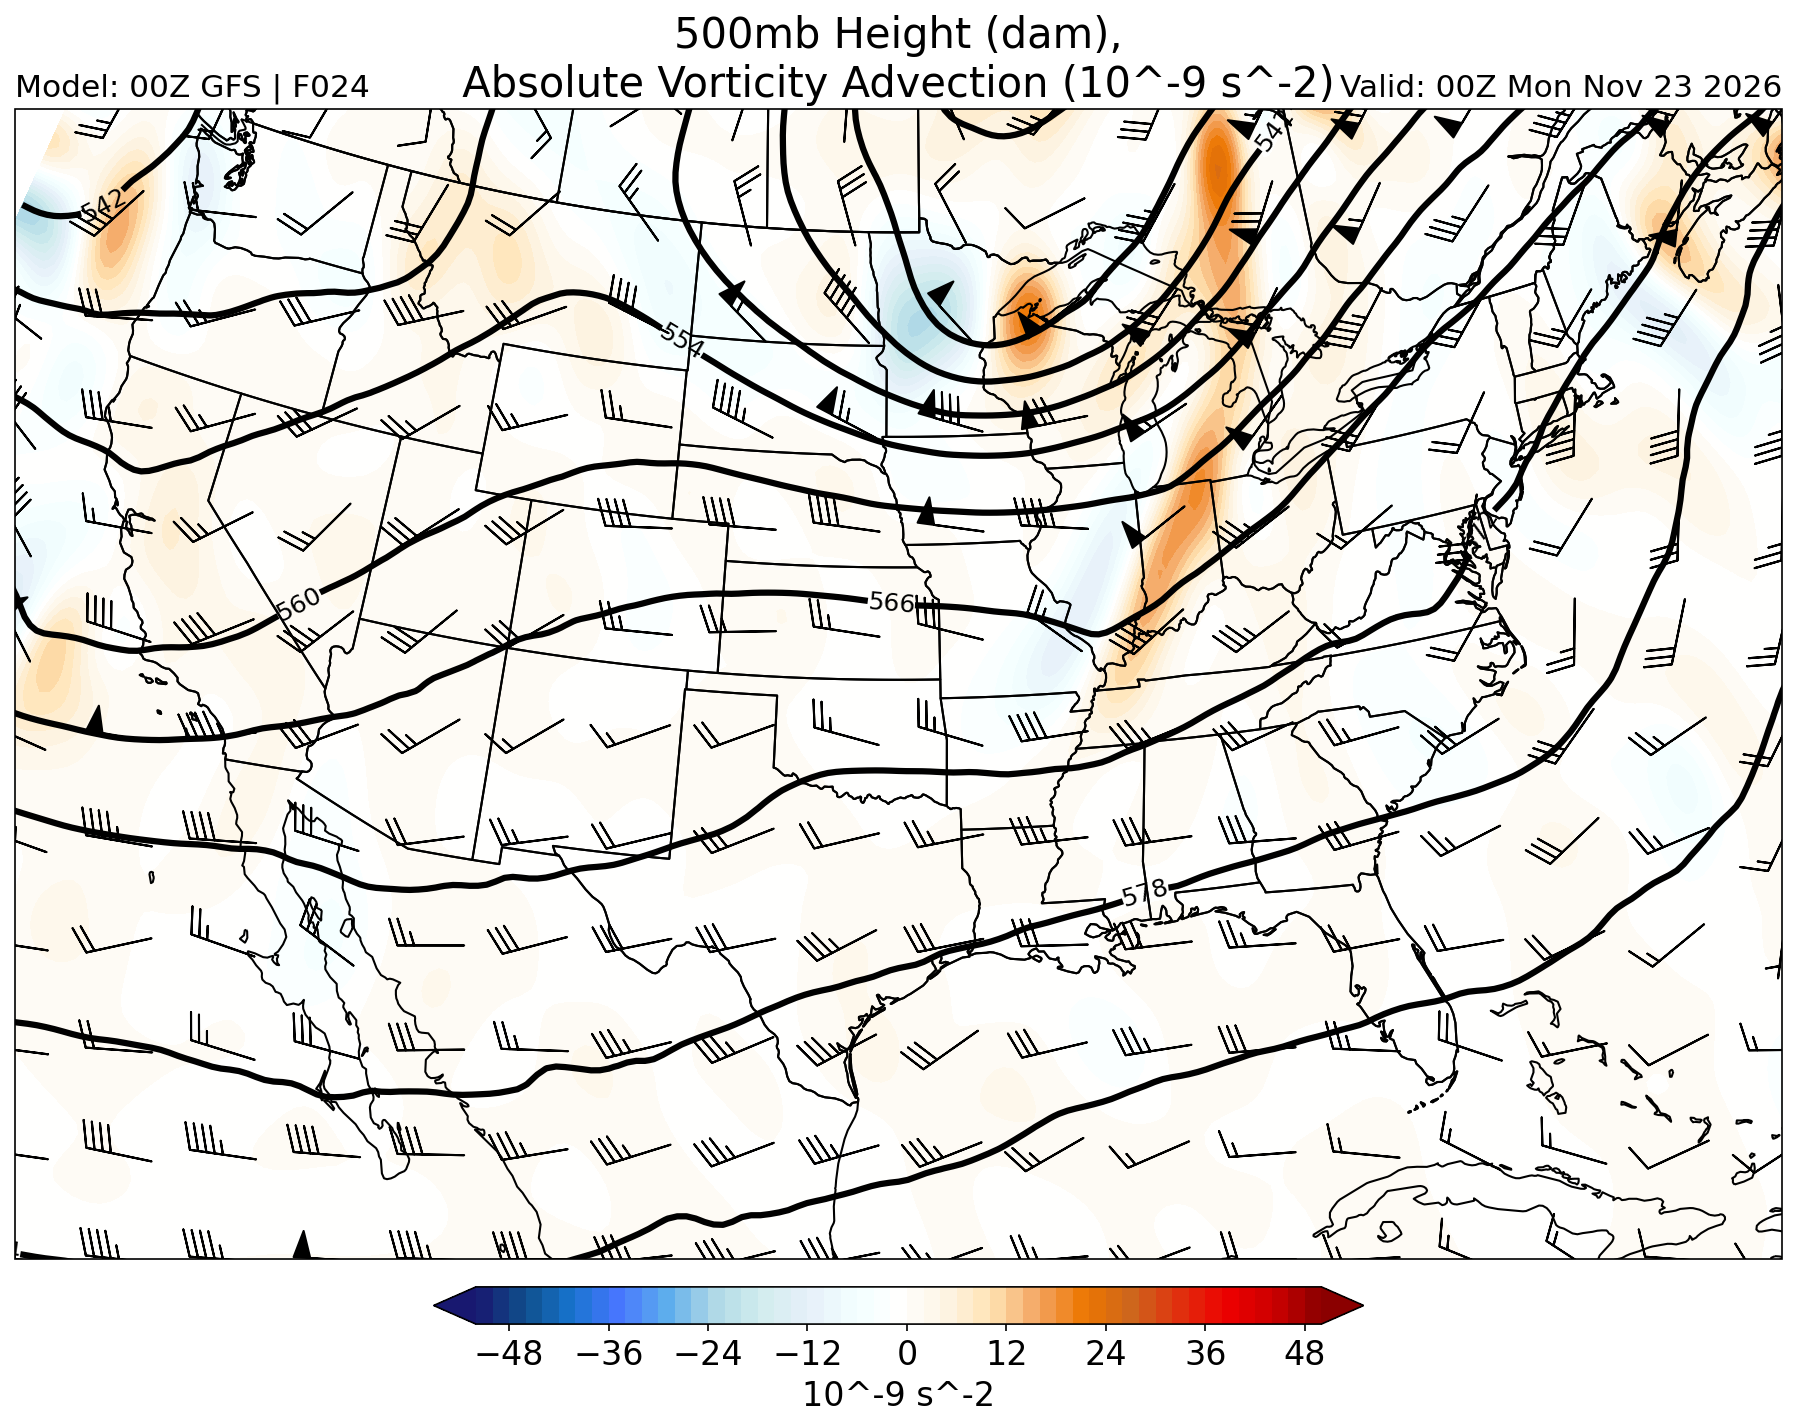 500mb Height (dam),
Model: 00Z GFS | F024
Absolute Vorticity Advection (10^-9 s^-2)
Valid: 00Z Mon Nov 23 2026
542
542
554
560
566
578
−48 −36 −24 −12 0 12 24 36 48
10^-9 s^-2